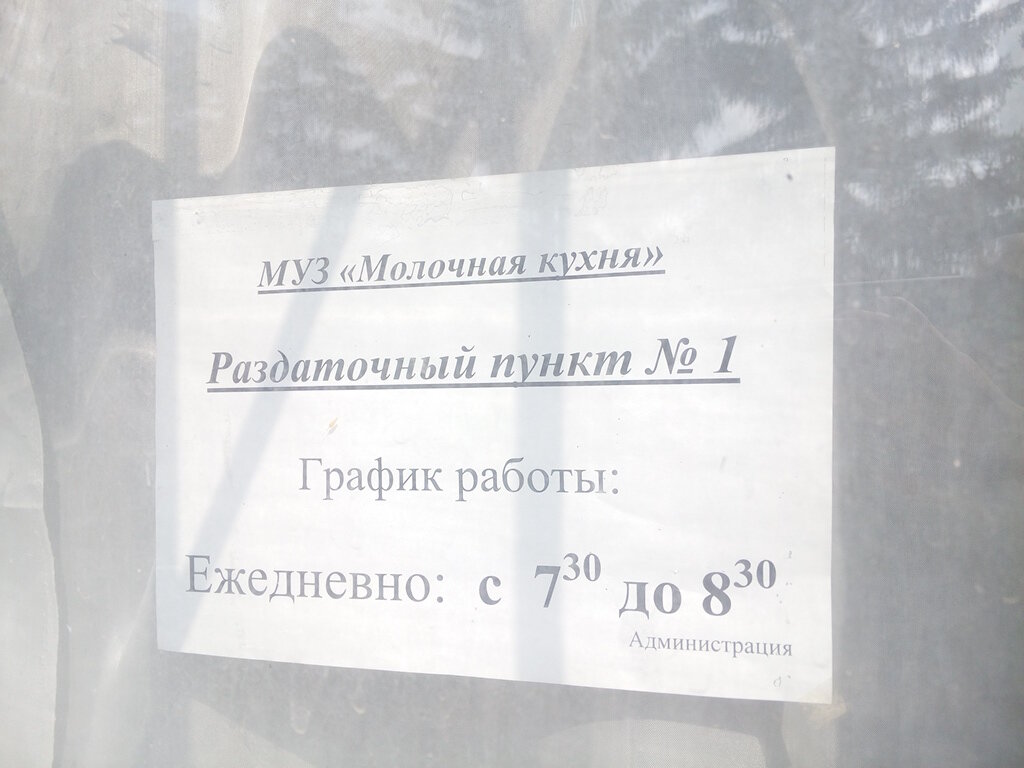 МУЗ «Молочная кухня»
Раздаточный пункт № 1
График работы:
Ежедневно: с 7³⁰ до 8³⁰
Администрация